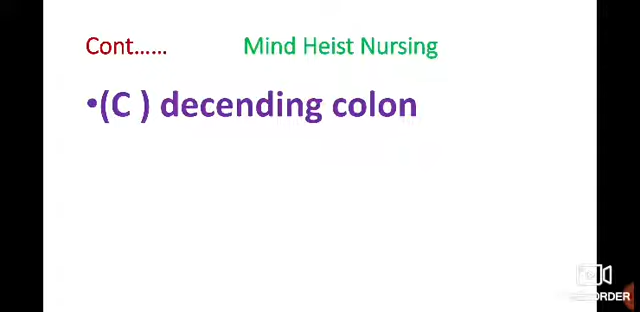 Cont...... Mind Heist Nursing
•(C ) decending colon